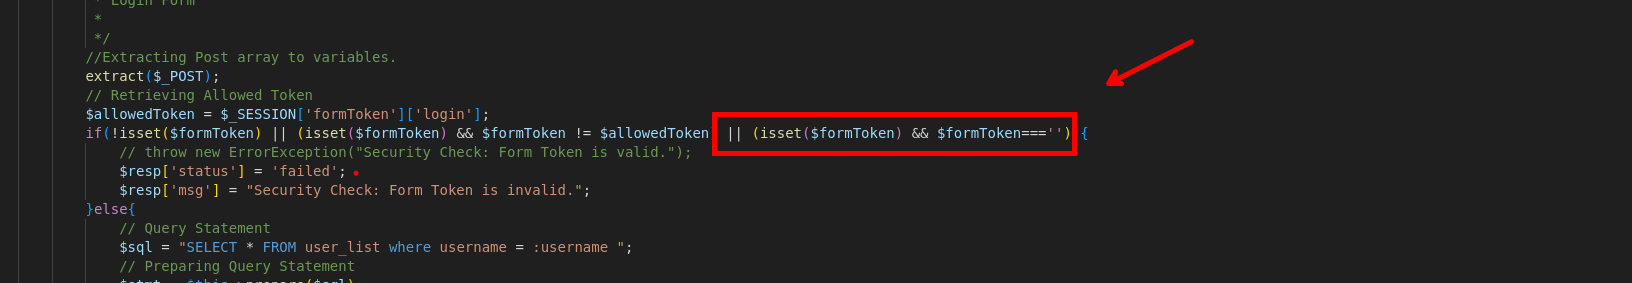 * Login Form
*
*/
//Extracting Post array to variables.
extract($_POST);
// Retrieving Allowed Token
$allowedToken = $_SESSION['formToken']['login'];
if(!isset($formToken) || (isset($formToken) && $formToken != $allowedToken || (isset($formToken) && $formToken==='') {
// throw new ErrorException("Security Check: Form Token is valid.");
$resp['status'] = 'failed';
$resp['msg'] = "Security Check: Form Token is invalid.";
}else{
// Query Statement
$sql = "SELECT * FROM user_list where username = :username ";
// Preparing Query Statement